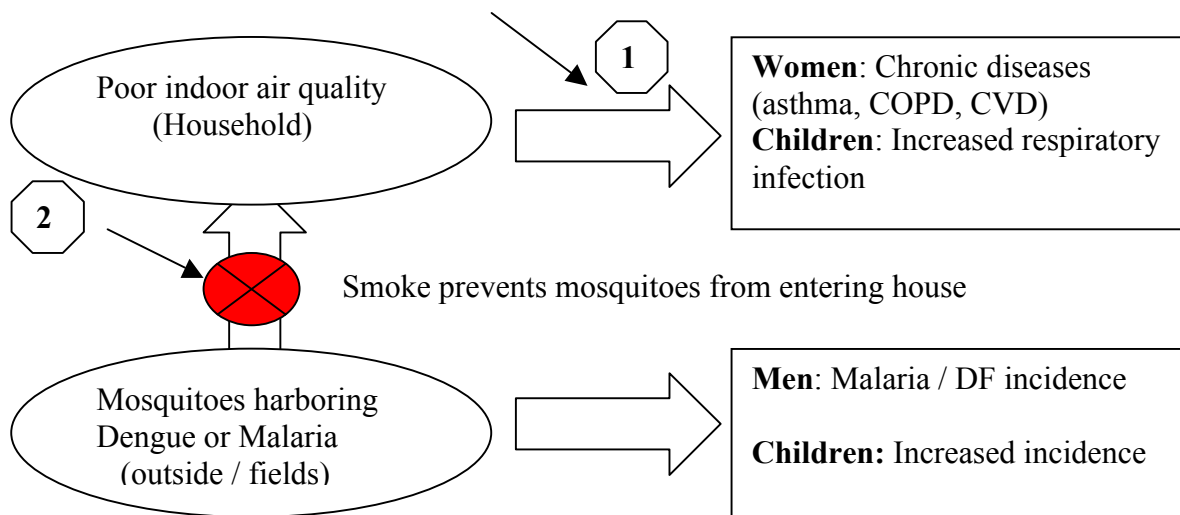 1
Poor indoor air quality
(Household)
Women: Chronic diseases
(asthma, COPD, CVD)
Children: Increased respiratory
infection
2
Smoke prevents mosquitoes from entering house
Mosquitoes harboring
Dengue or Malaria
(outside / fields)
Men: Malaria / DF incidence
Children: Increased incidence